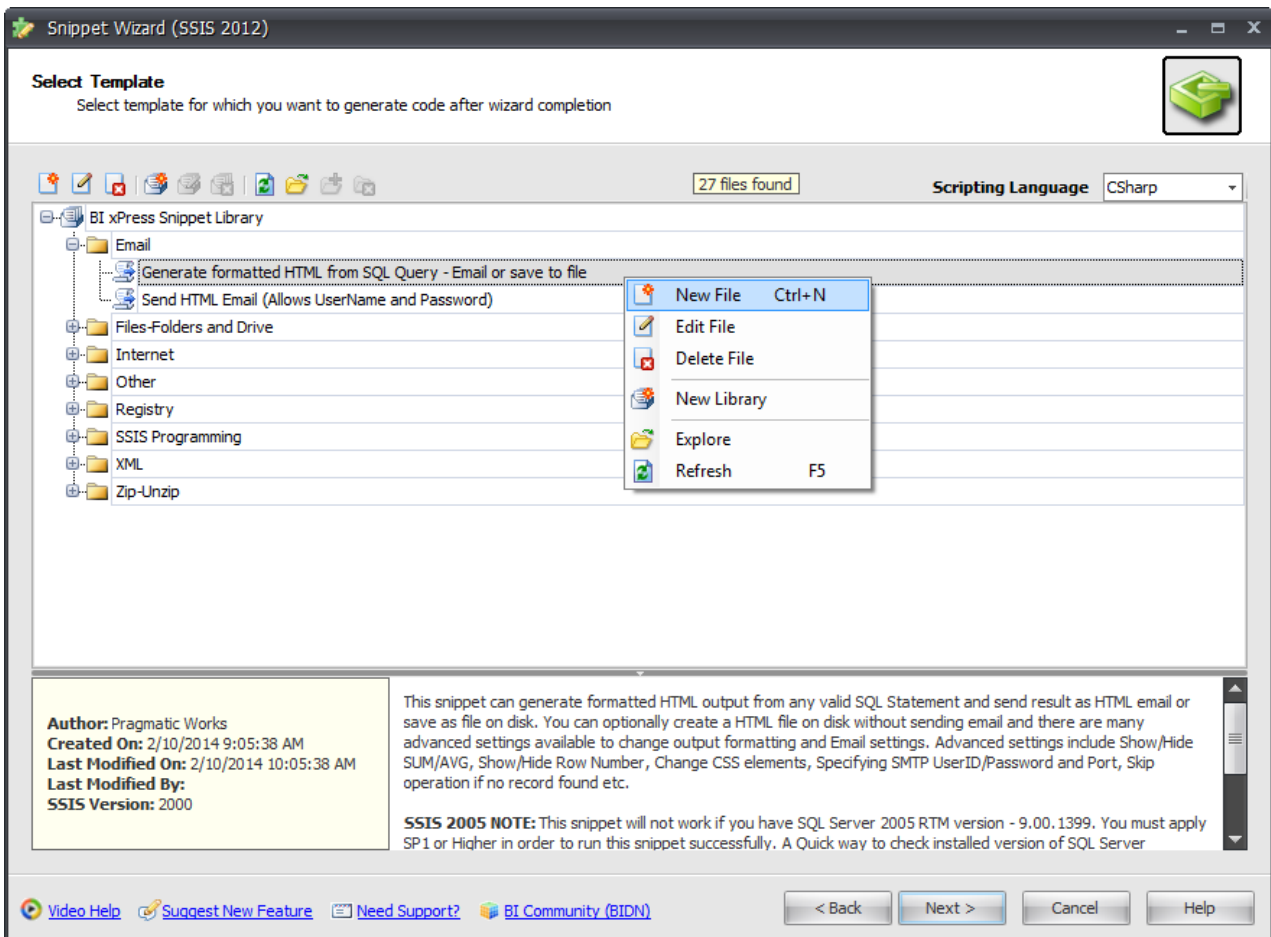 Snippet Wizard (SSIS 2012)
Select Template
Select template for which you want to generate code after wizard completion
27 files found
Scripting Language CSharp
BI xPress Snippet Library
Email
Generate formatted HTML from SQL Query - Email or save to file
Send HTML Email (Allows UserName and Password)
Files-Folders and Drive
Internet
Other
Registry
SSIS Programming
XML
Zip-Unzip
New File Ctrl+N
Edit File
Delete File
New Library
Explore
Refresh F5
Author: Pragmatic Works
Created On: 2/10/2014 9:05:38 AM
Last Modified On: 2/10/2014 10:05:38 AM
Last Modified By:
SSIS Version: 2000
This snippet can generate formatted HTML output from any valid SQL Statement and send result as HTML email or
save as file on disk. You can optionally create a HTML file on disk without sending email and there are many
advanced settings available to change output formatting and Email settings. Advanced settings include Show/Hide
SUM/AVG, Show/Hide Row Number, Change CSS elements, Specifying SMTP UserID/Password and Port, Skip
operation if no record found etc.
SSIS 2005 NOTE: This snippet will not work if you have SQL Server 2005 RTM version - 9.00.1399. You must apply
SP1 or Higher in order to run this snippet successfully. A Quick way to check installed version of SQL Server
Video Help Suggest New Feature Need Support? BI Community (BIDN)
< Back Next > Cancel Help